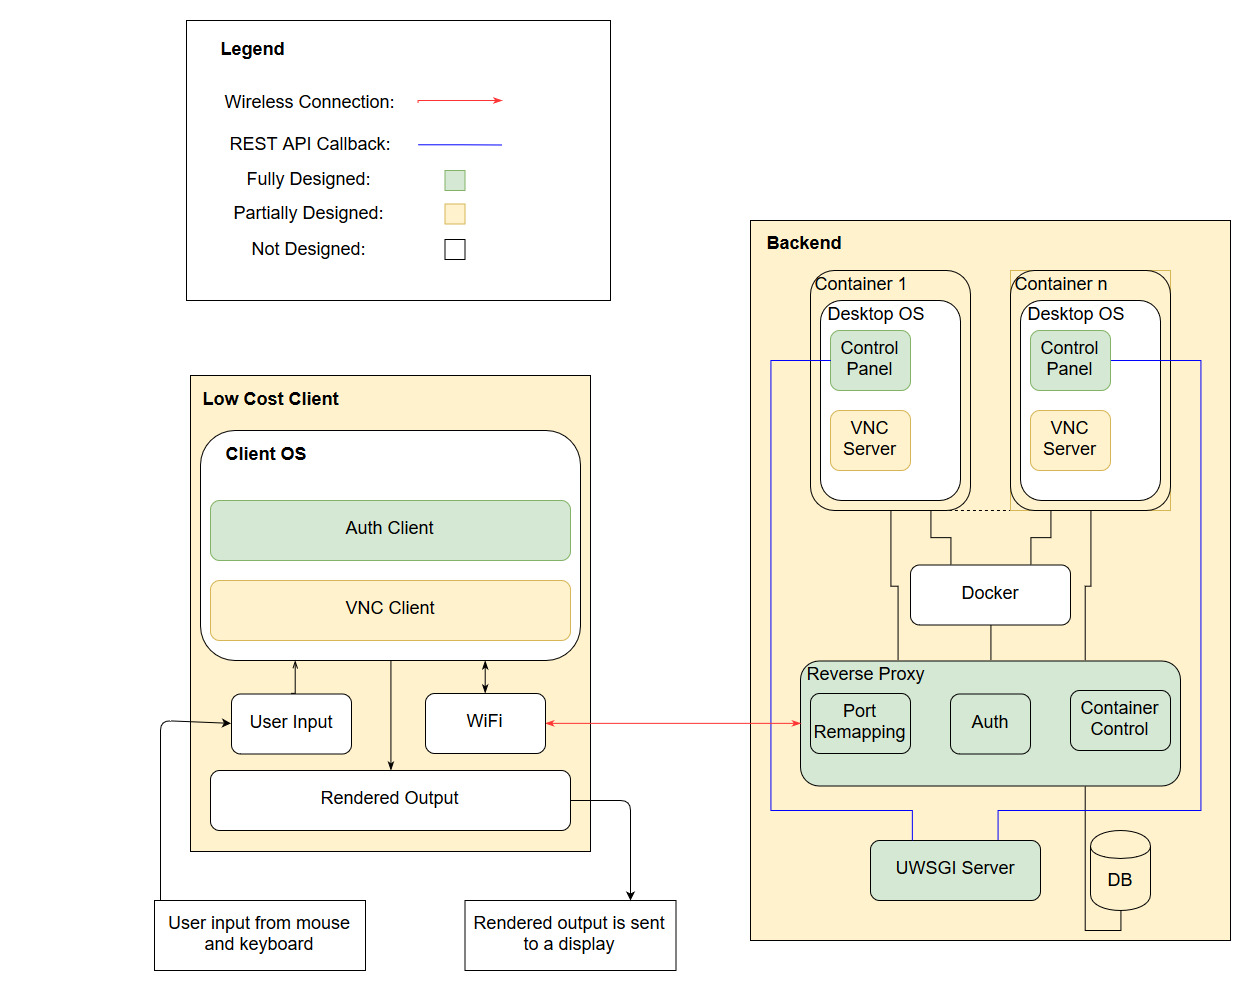 Legend
Wireless Connection:
REST API Callback:
Fully Designed:
Partially Designed:
Not Designed:
Low Cost Client
Client OS
Auth Client
VNC Client
User Input
WiFi
Rendered Output
User input from mouse
and keyboard
Rendered output is sent
to a display
Backend
Container 1
Desktop OS
Control
Panel
VNC
Server
Container n
Desktop OS
Control
Panel
VNC
Server
Docker
Reverse Proxy
Port
Remapping
Auth
Container
Control
UWSGI Server
DB